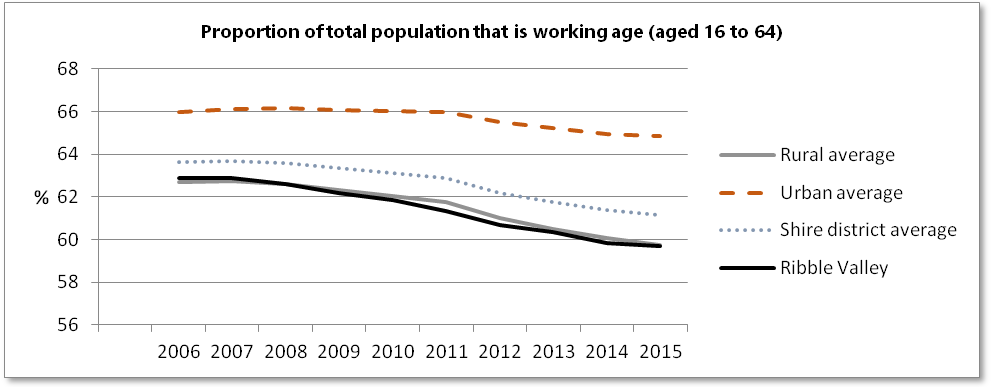 Proportion of total population that is working age (aged 16 to 64)
68
66
64
62
60
58
56
%
2006 2007 2008 2009 2010 2011 2012 2013 2014 2015
Rural average
Urban average
Shire district average
Ribble Valley